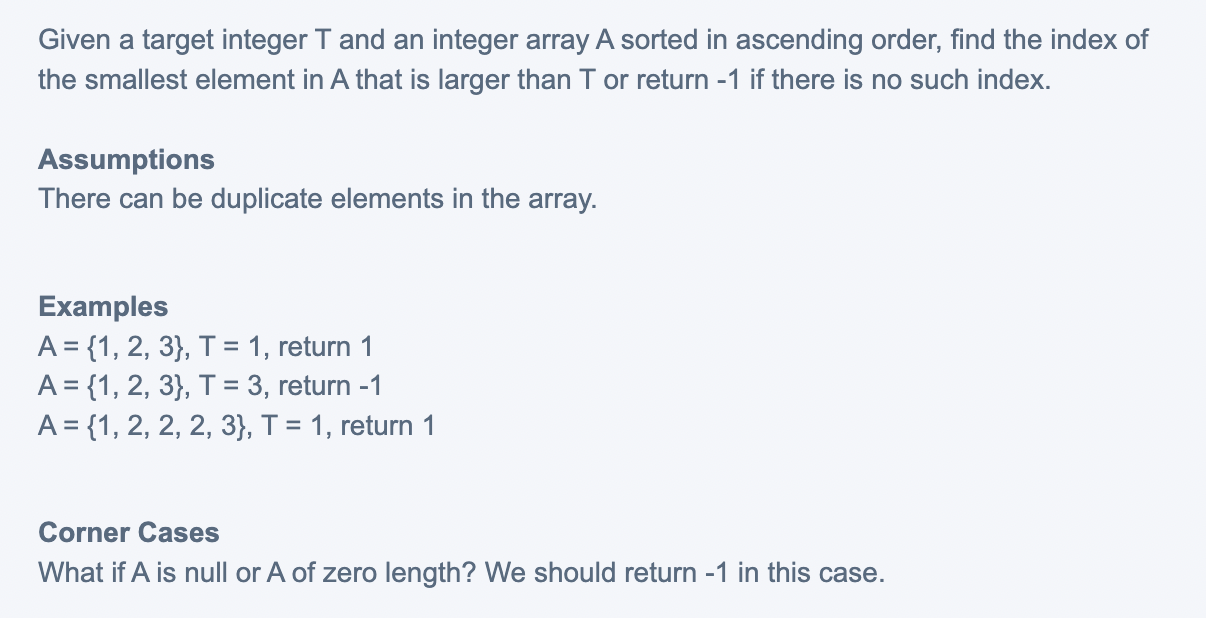 Given a target integer T and an integer array A sorted in ascending order, find the index of
the smallest element in A that is larger than T or return -1 if there is no such index.
Assumptions
There can be duplicate elements in the array.
Examples
A = {1, 2, 3}, T = 1, return 1
A = {1, 2, 3}, T = 3, return -1
A = {1, 2, 2, 2, 3}, T = 1, return 1
Corner Cases
What if A is null or A of zero length? We should return -1 in this case.